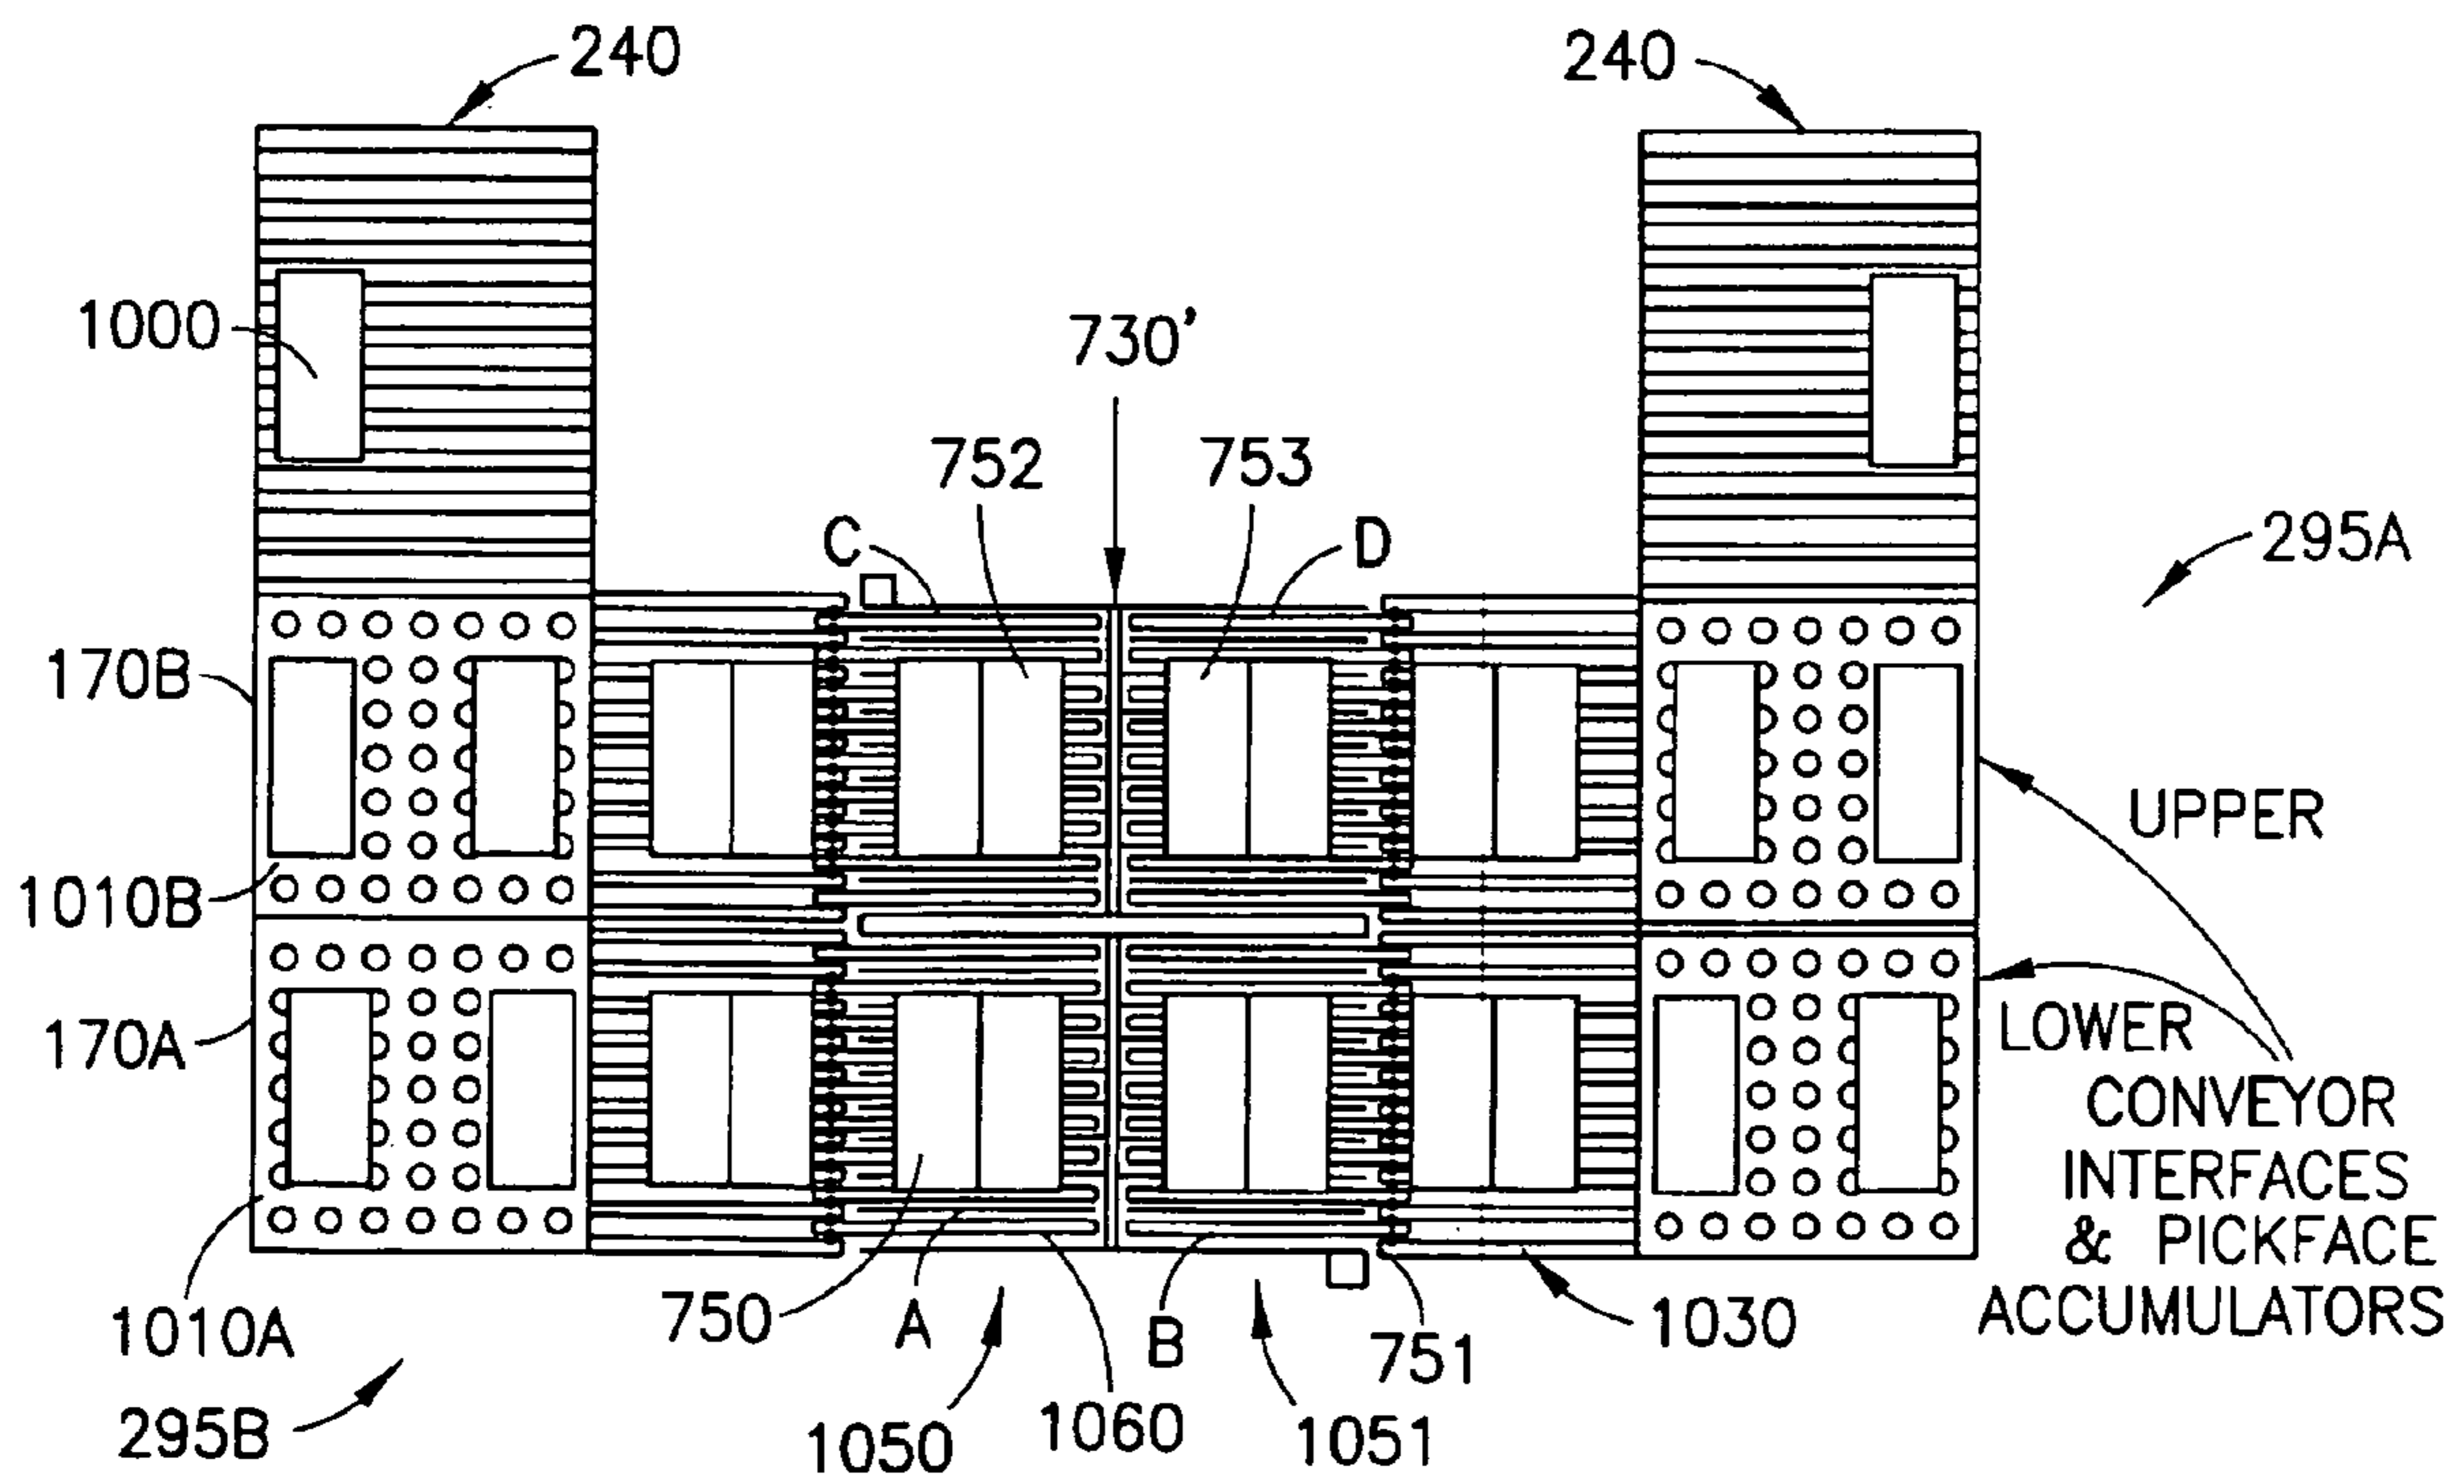 240
240
1000
730'
752
753
C
D
295A
170B
UPPER
1010B
170A
LOWER
CONVEYOR
INTERFACES
& PICKFACE
ACCUMULATORS
1010A
750
A
B
751
1030
295B
1050
1060
1051